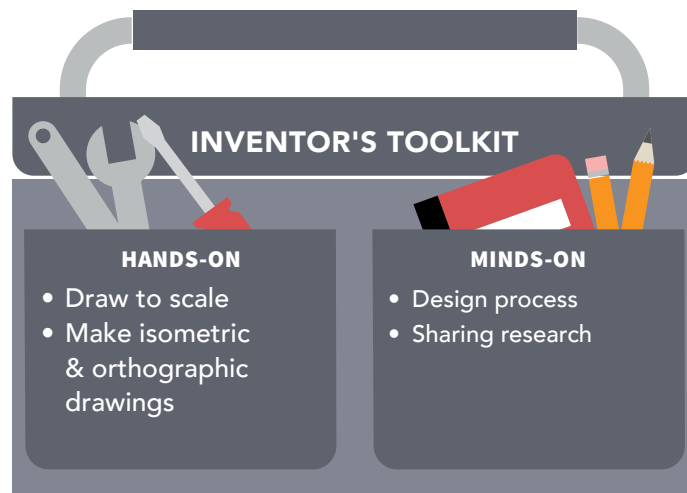 INVENTOR'S TOOLKIT
HANDS-ON
• Draw to scale
• Make isometric
& orthographic
drawings
MINDS-ON
• Design process
• Sharing research